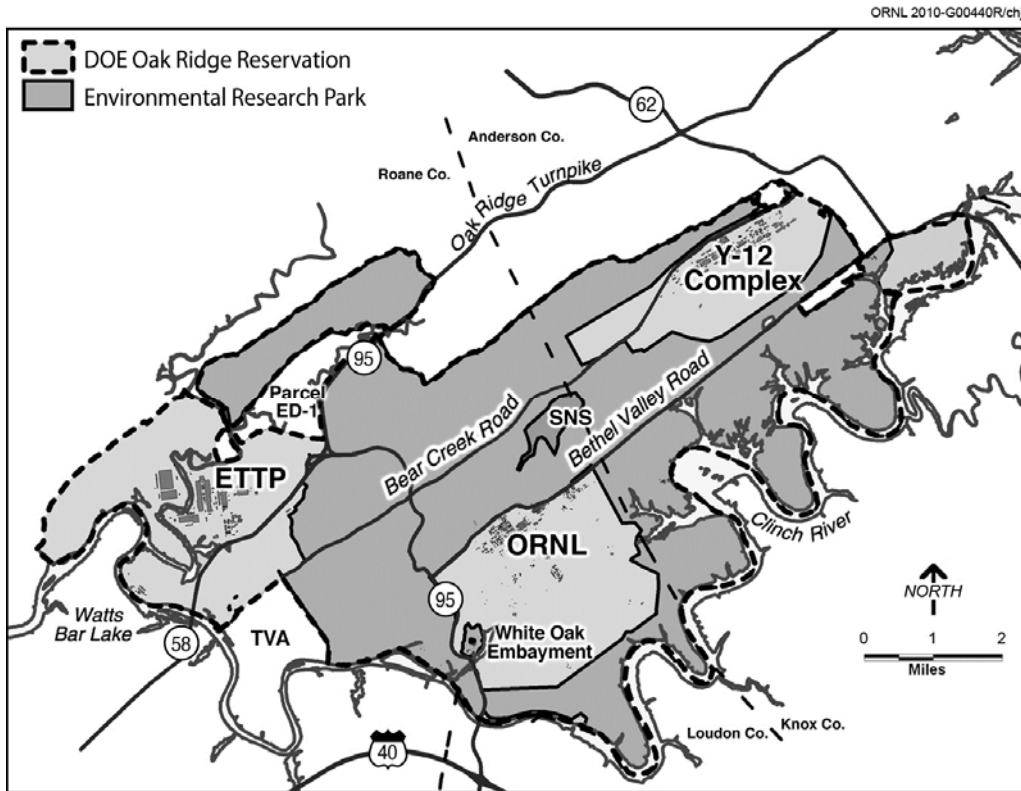 ORNL 2010-G00440R/chj
DOE Oak Ridge Reservation
Environmental Research Park
62
Anderson Co.
Roane Co.
Oak Ridge Turnpike
Y-12
Complex
95
Parcel
ED-1
SNS
Bear Creek Road
Bethel Valley Road
ETTP
ORNL
Clinch River
NORTH
95
White Oak
Embayment
Watts
Bar Lake
58
TVA
0 1 2
Miles
Knox Co.
Loudon Co.
40